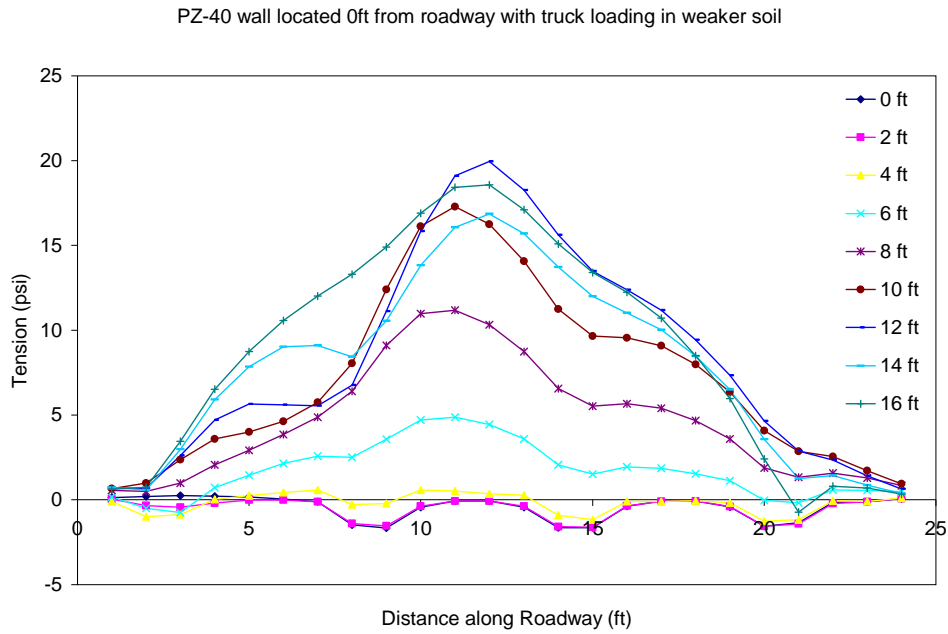 PZ-40 wall located 0ft from roadway with truck loading in weaker soil
25
20
15
10
5
0
-5
0
5
10
15
20
25
Tension (psi)
Distance along Roadway (ft)
0 ft
2 ft
4 ft
6 ft
8 ft
10 ft
12 ft
14 ft
16 ft